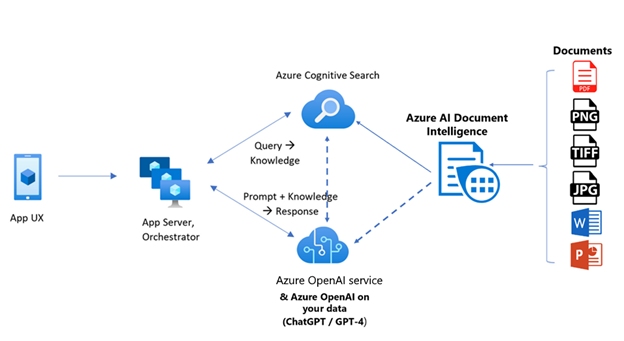 Documents
Azure Cognitive Search
PDF
Azure AI Document
Intelligence
PNG
Query →
Knowledge
TIFF
Prompt + Knowledge
→ Response
JPG
App UX
App Server,
Orchestrator
W
P
Azure OpenAI service
& Azure OpenAI on
your data
(ChatGPT / GPT-4)